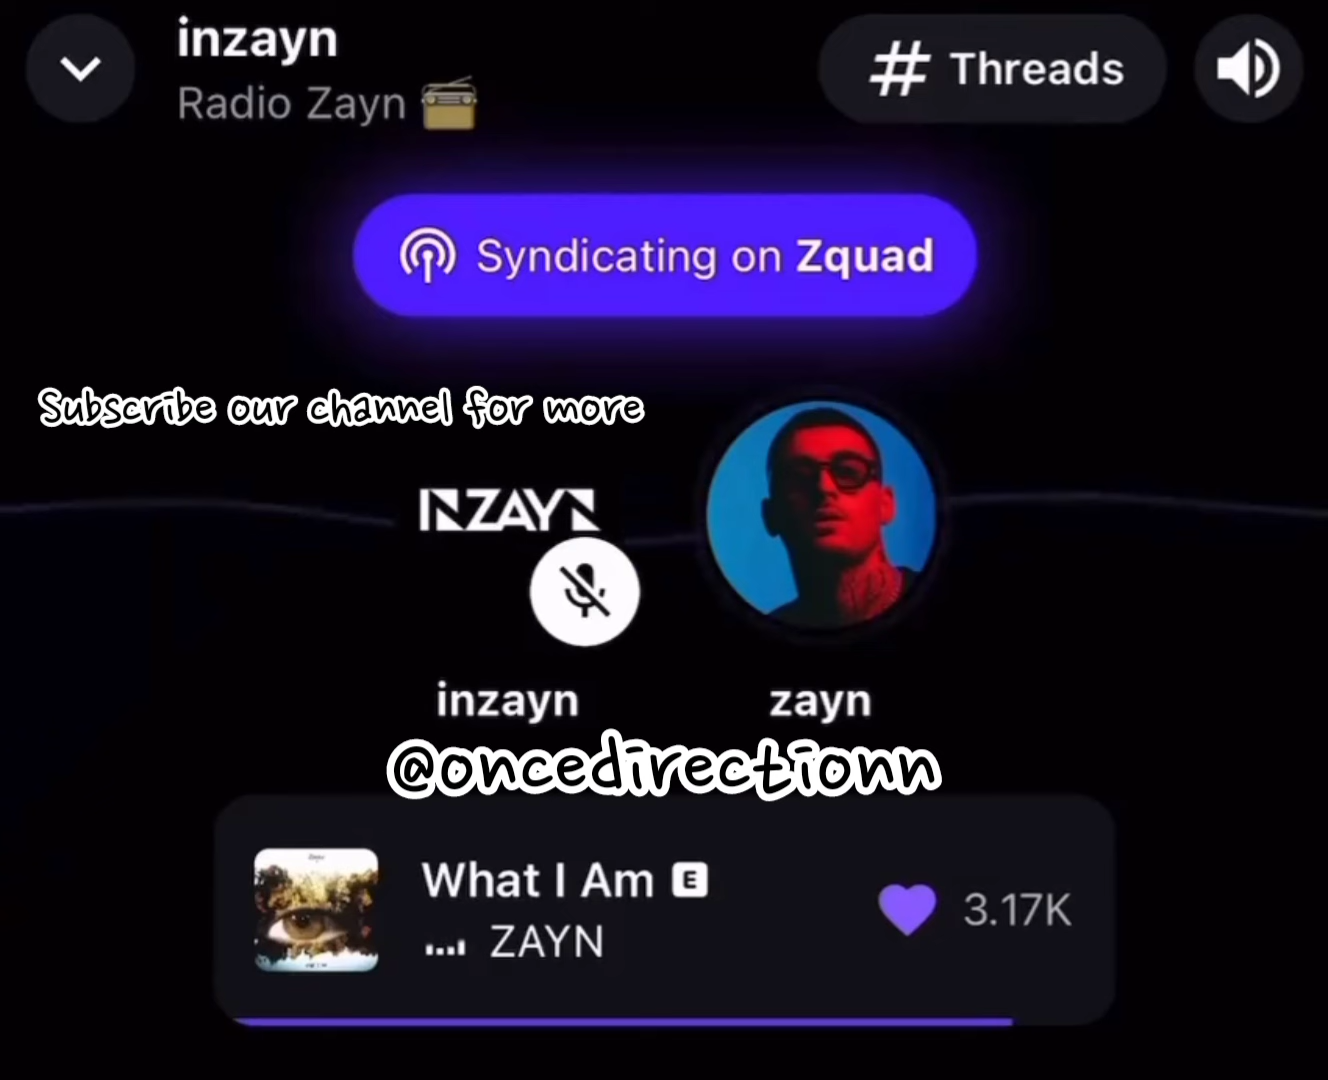 inzayn
Radio Zayn
# Threads
Syndicating on Zquad
Subscribe our channel for more
INZAYN
inzayn
zayn
@oncedirectionn
What I Am E
ZAYN
3.17K